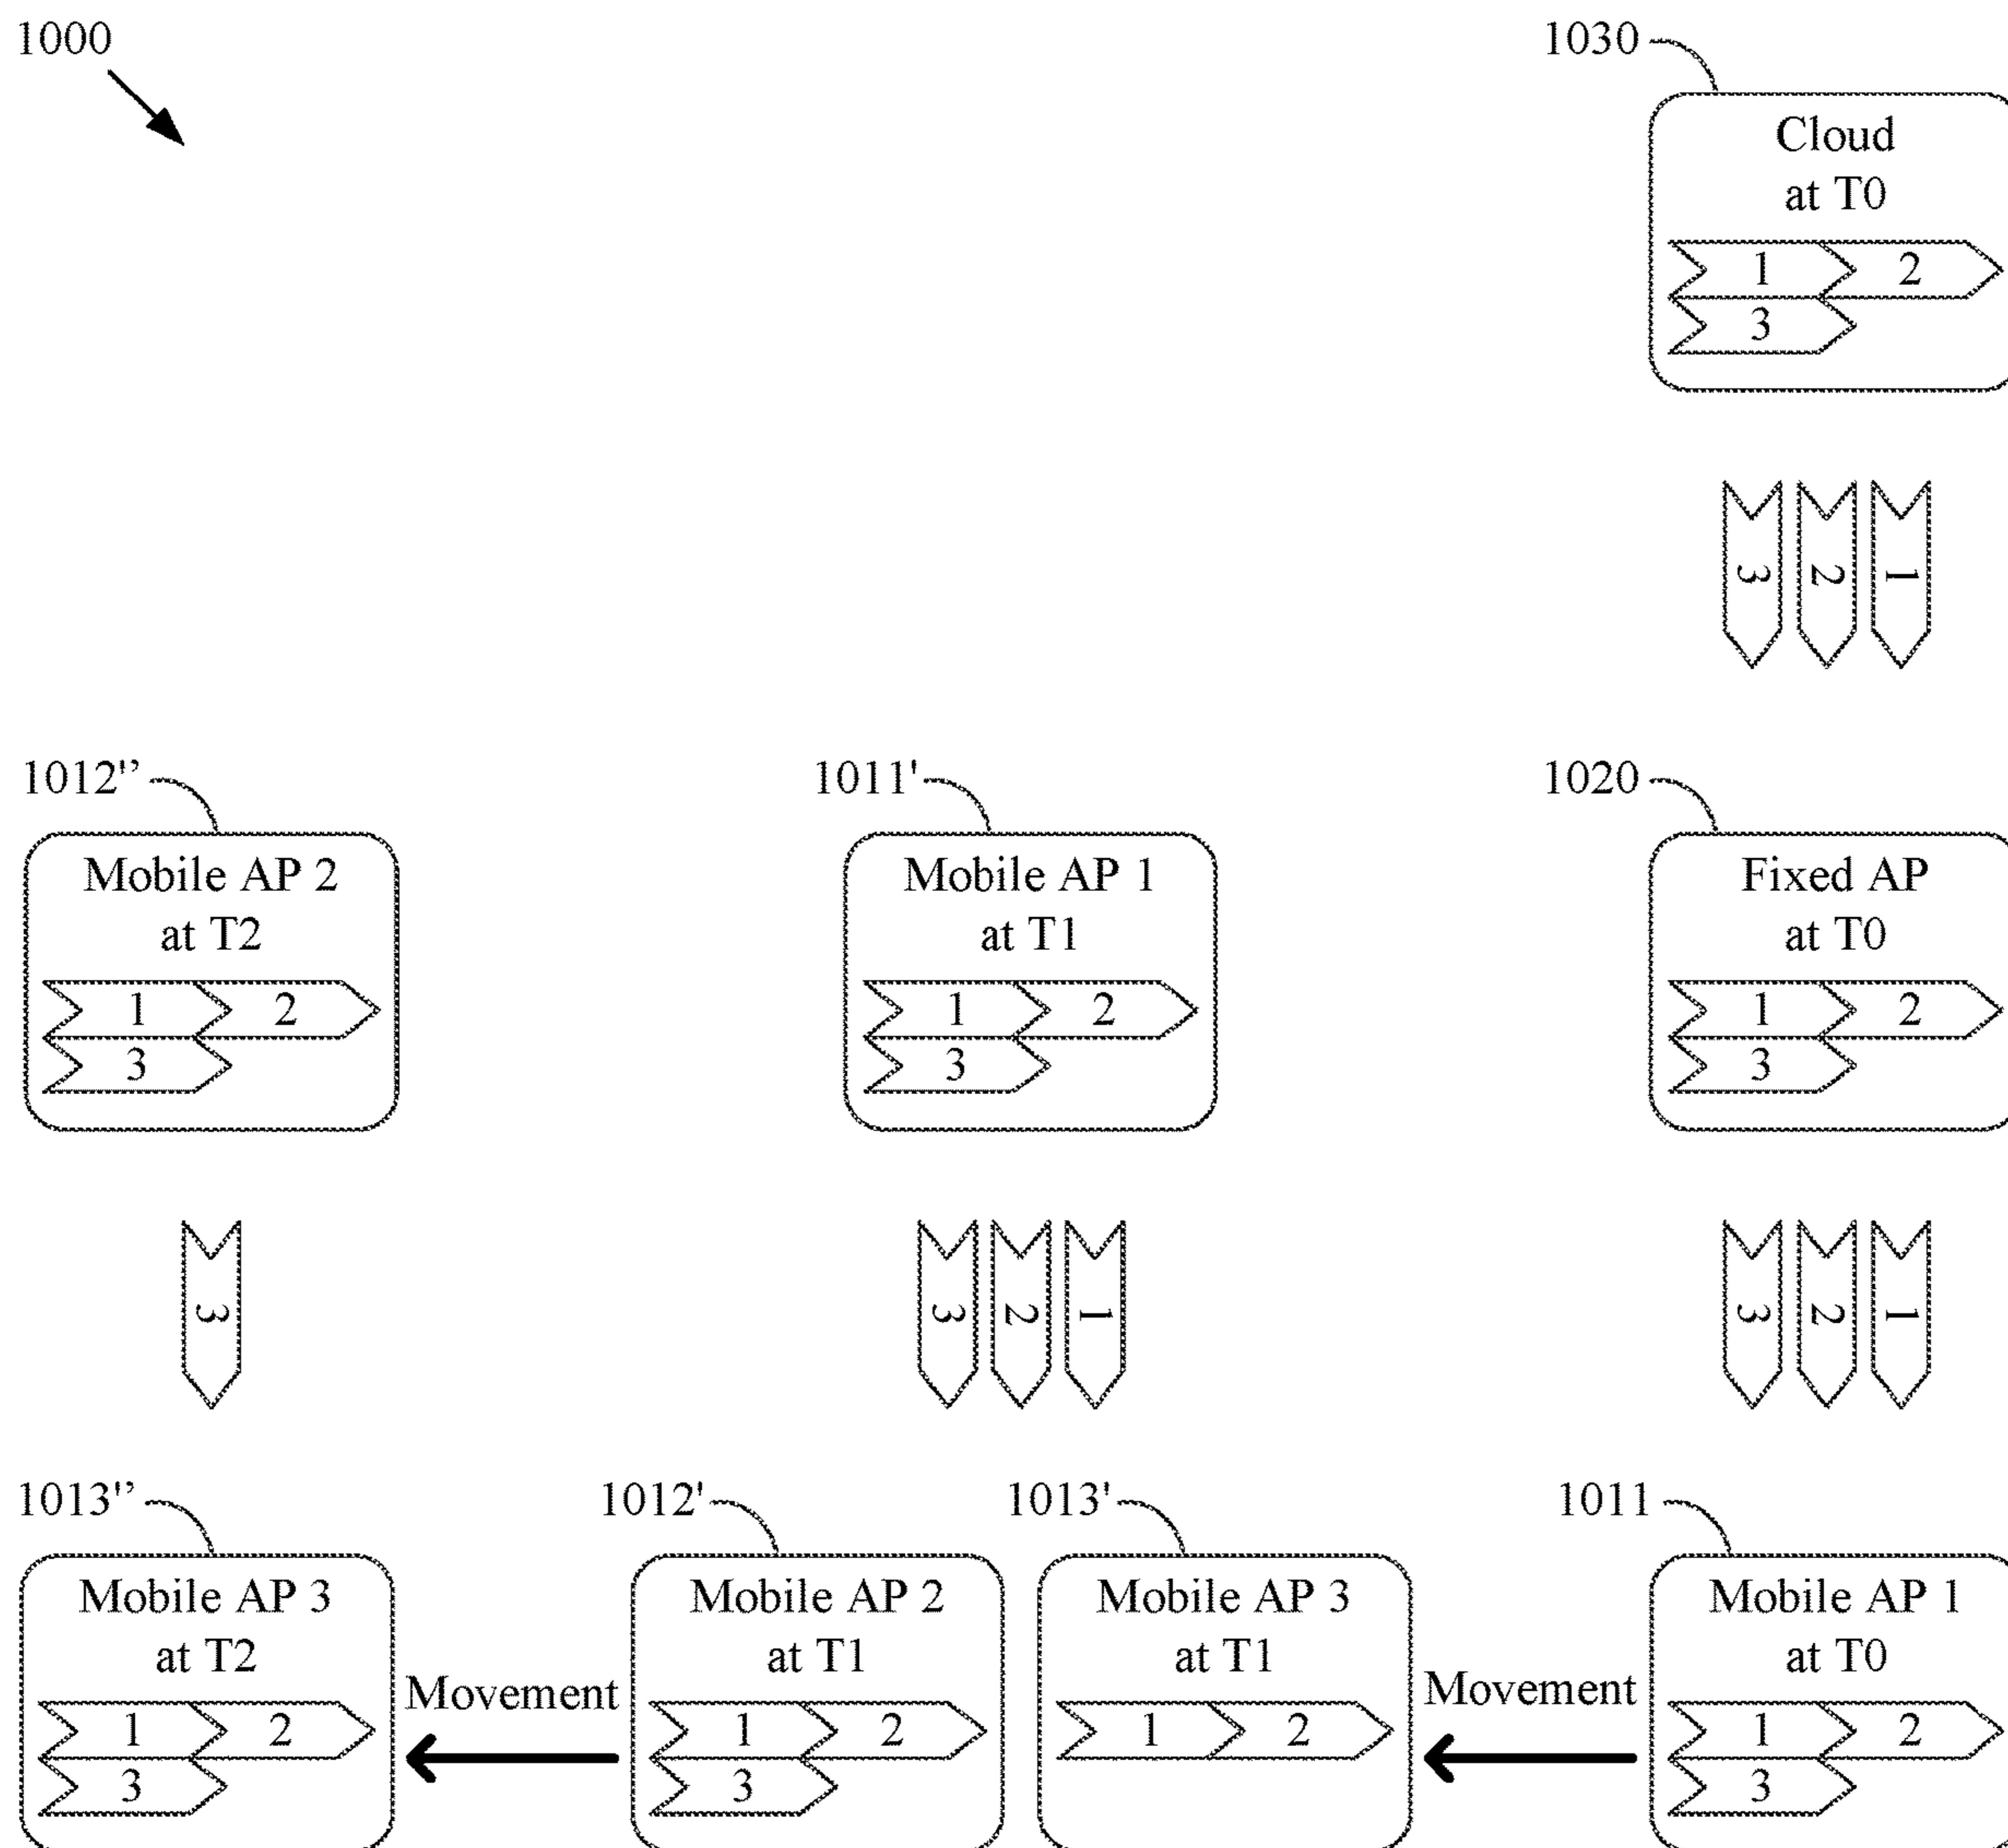 1000
1030
Cloud
at T0
1 2
3
3 2 1
1012"
1011'
1020
Mobile AP 2
at T2
1 2
3
Mobile AP 1
at T1
1 2
3
Fixed AP
at T0
1 2
3
3
3 2 1
3 2 1
1013"
1012'
1013'
1011
Mobile AP 3
at T2
1 2
3
Movement
Mobile AP 2
at T1
1 2
3
Mobile AP 3
at T1
1 2
Movement
Mobile AP 1
at T0
1 2
3